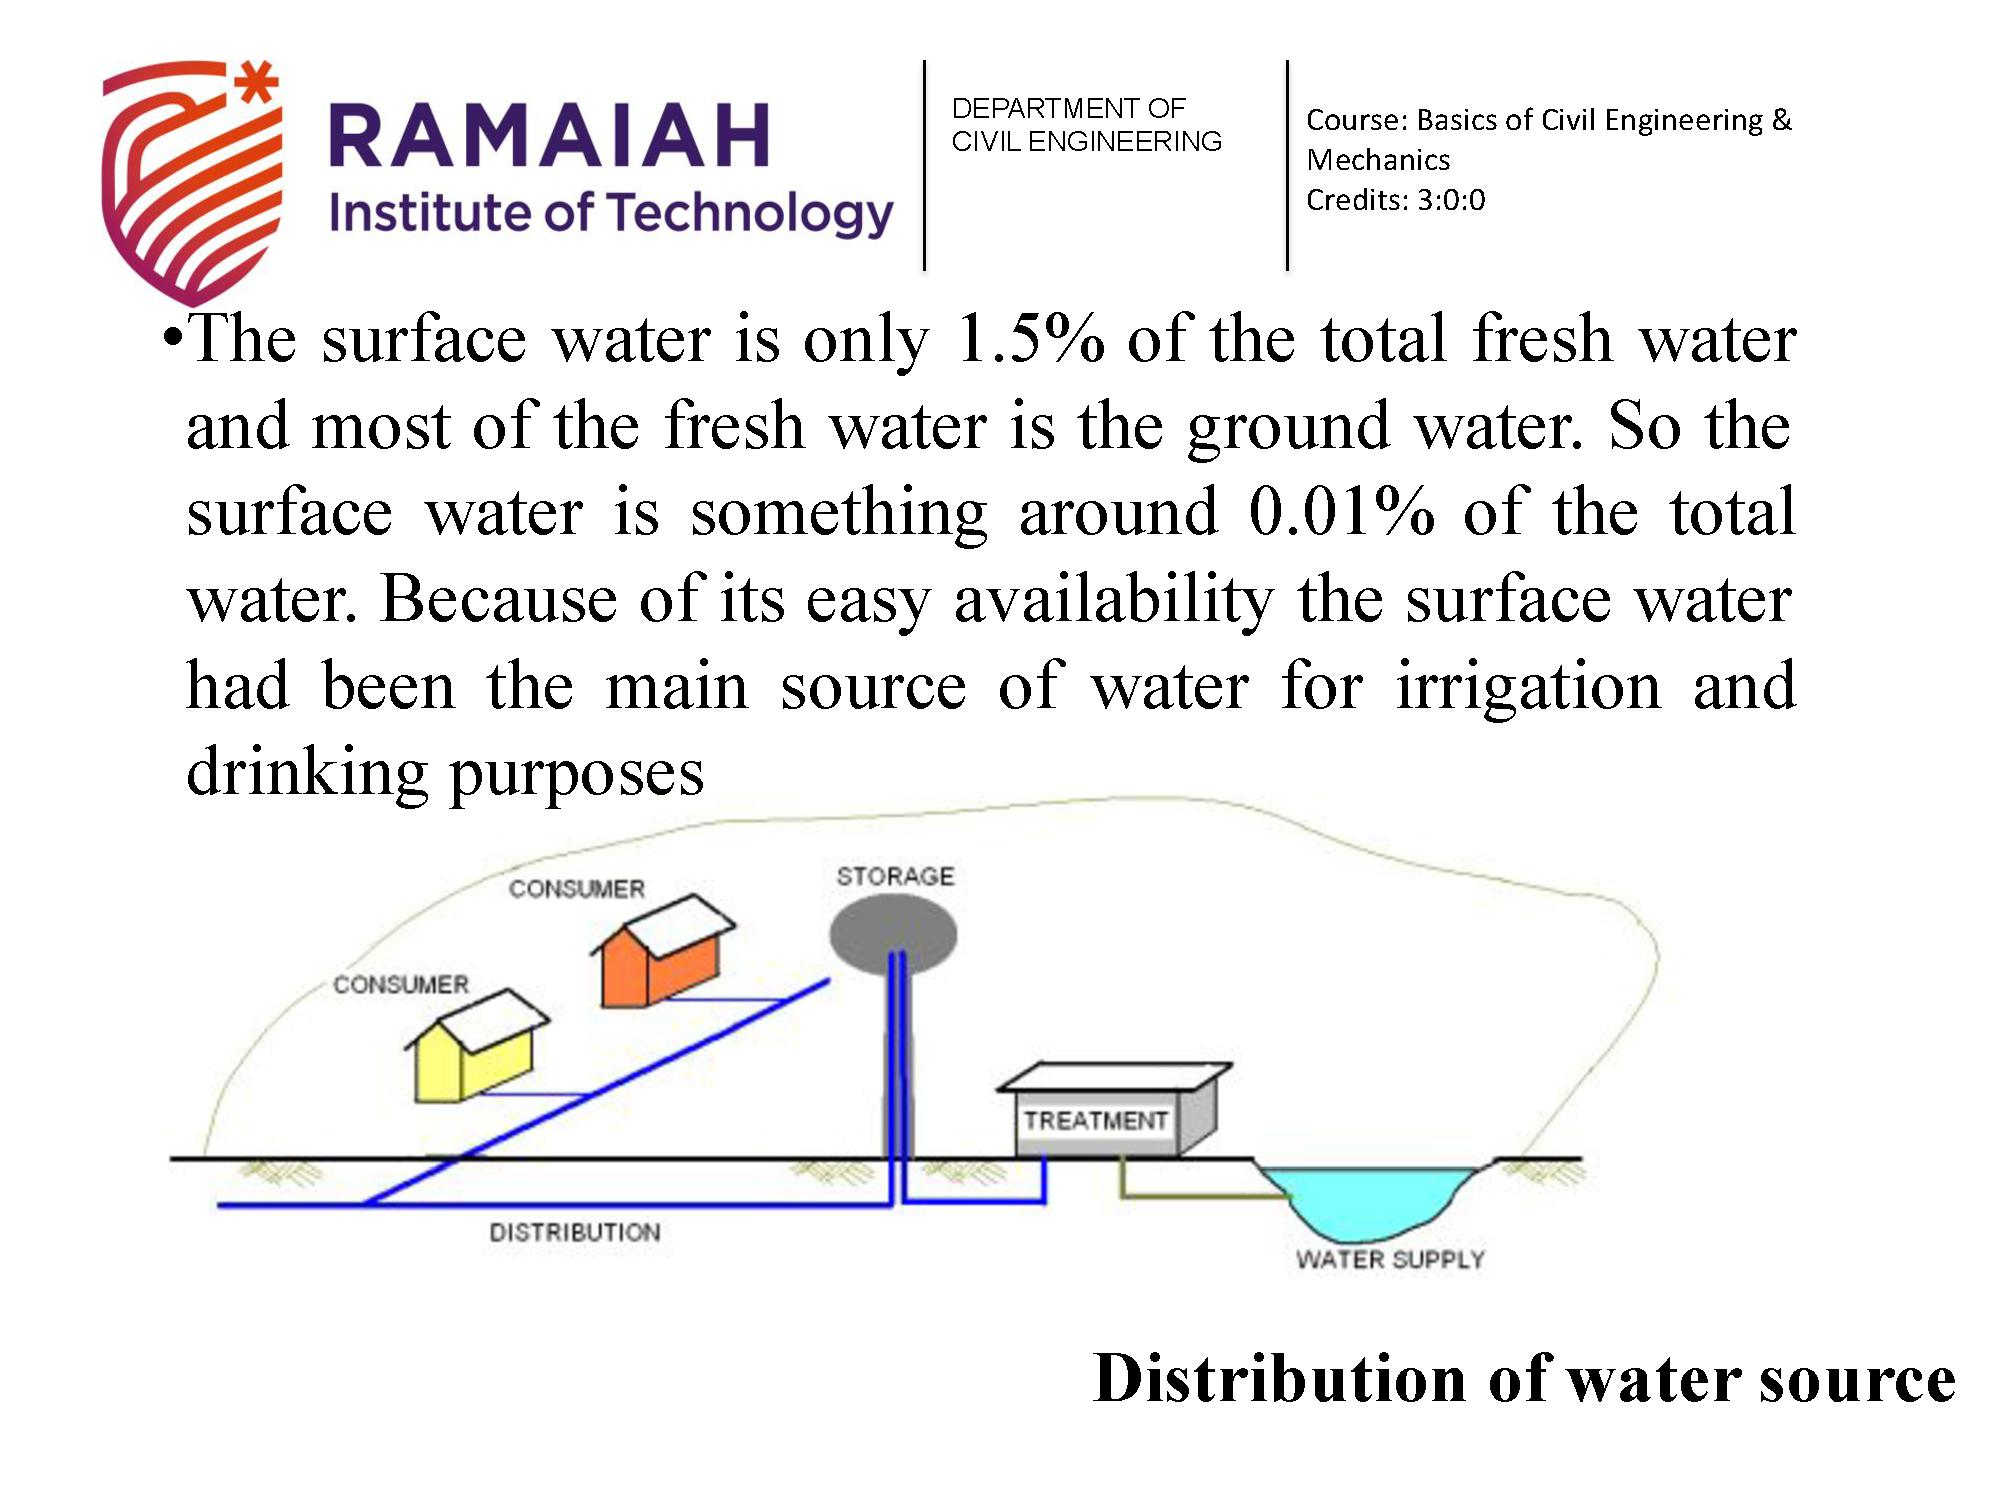 RAMAIAH
Institute of Technology
DEPARTMENT OF
CIVIL ENGINEERING
Course: Basics of Civil Engineering &
Mechanics
Credits: 3:0:0
•The surface water is only 1.5% of the total fresh water
and most of the fresh water is the ground water. So the
surface water is something around 0.01% of the total
water. Because of its easy availability the surface water
had been the main source of water for irrigation and
drinking purposes
CONSUMER
STORAGE
CONSUMER
TREATMENT
DISTRIBUTION
WATER SUPPLY
Distribution of water source